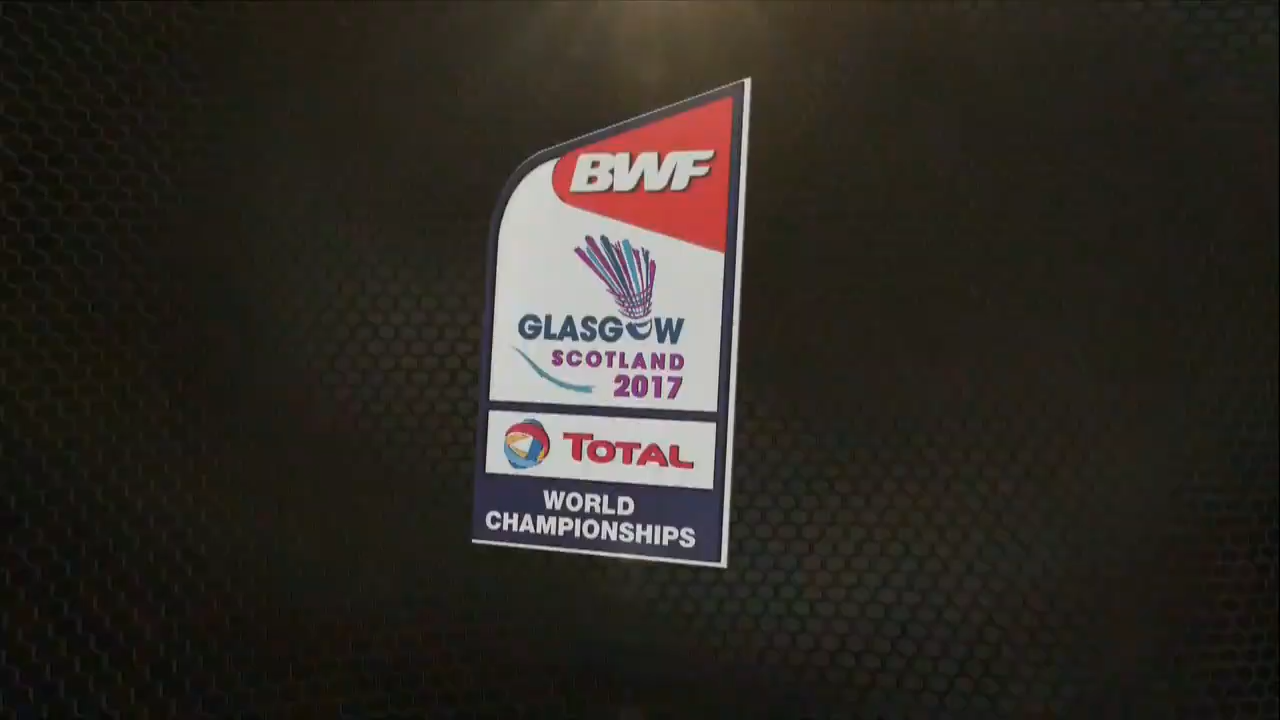 BWF
GLASGOW
SCOTLAND
2017
TOTAL
WORLD
CHAMPIONSHIPS